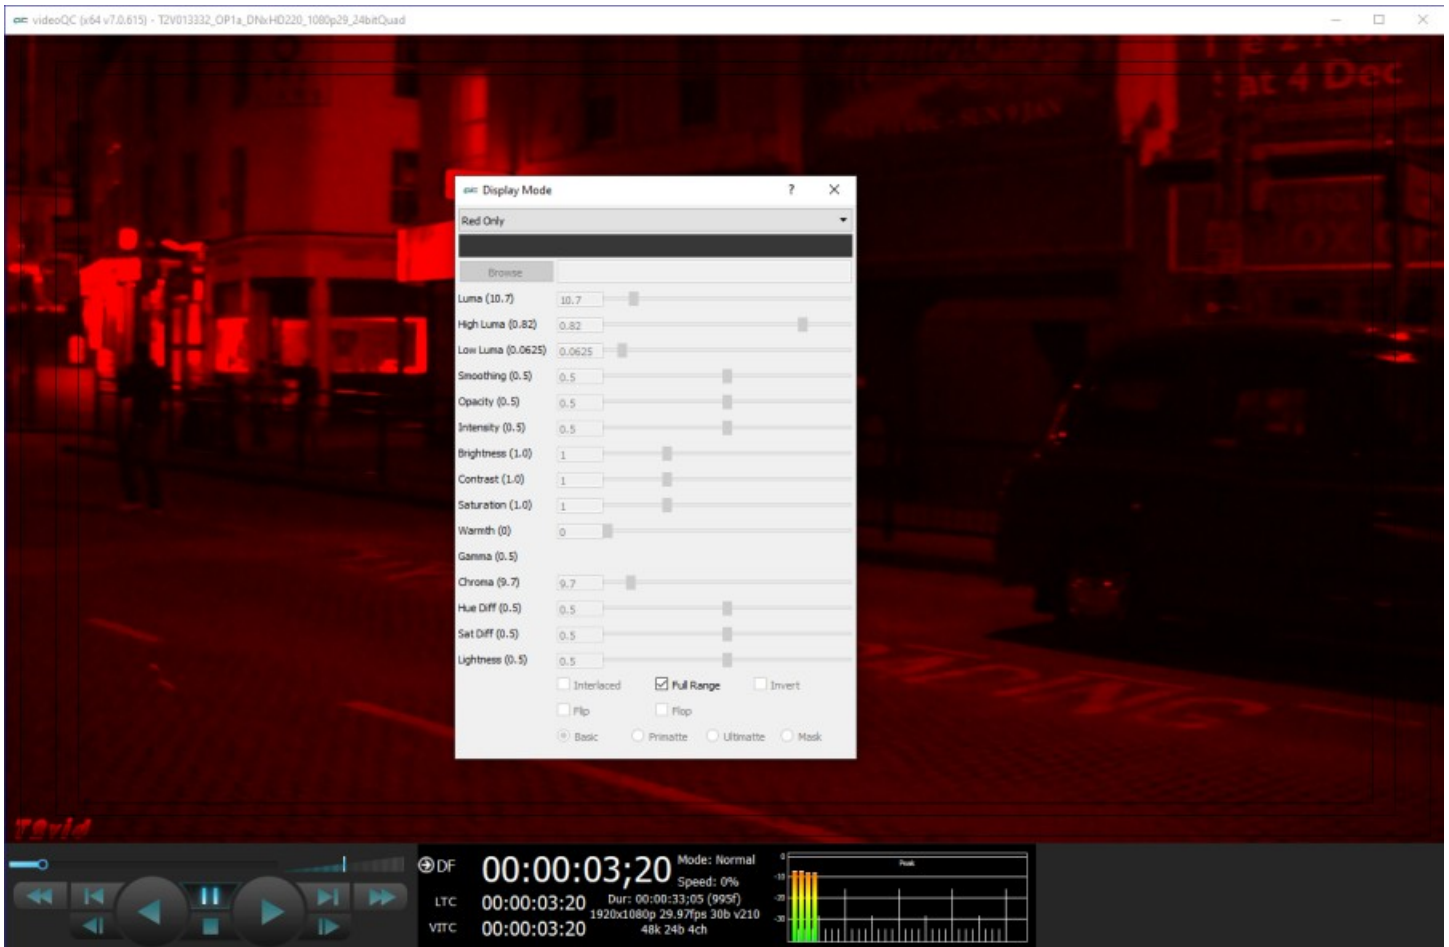 videoQC (x64 v7.0.615) - T2V013332_OP1a_DNxHD220_1080p29_24bitQuad
Sat 4 Dec
Display Mode
Red Only
Browse
Luma (10.7) 10.7
High Luma (0.82) 0.82
Low Luma (0.0625) 0.0625
Smoothing (0.5) 0.5
Opacity (0.5) 0.5
Intensity (0.5) 0.5
Brightness (1.0) 1
Contrast (1.0) 1
Saturation (1.0) 1
Warmth (0) 0
Gamma (0.5)
Chroma (9.7) 9.7
Hue Diff (0.5) 0.5
Sat Diff (0.5) 0.5
Lightness (0.5) 0.5
Interlaced Full Range Invert
Flip Flop
Basic Primatte Ultimatte Mask
T2vid
DF 00:00:03;20 Mode: Normal
Speed: 0%
LTC 00:00:03:20 Dur: 00:00:33;05 (995f)
1920x1080p 29.97fps 30b v210
VITC 00:00:03:20 48k 24b 4ch
Peak
0
-10
-20
-30